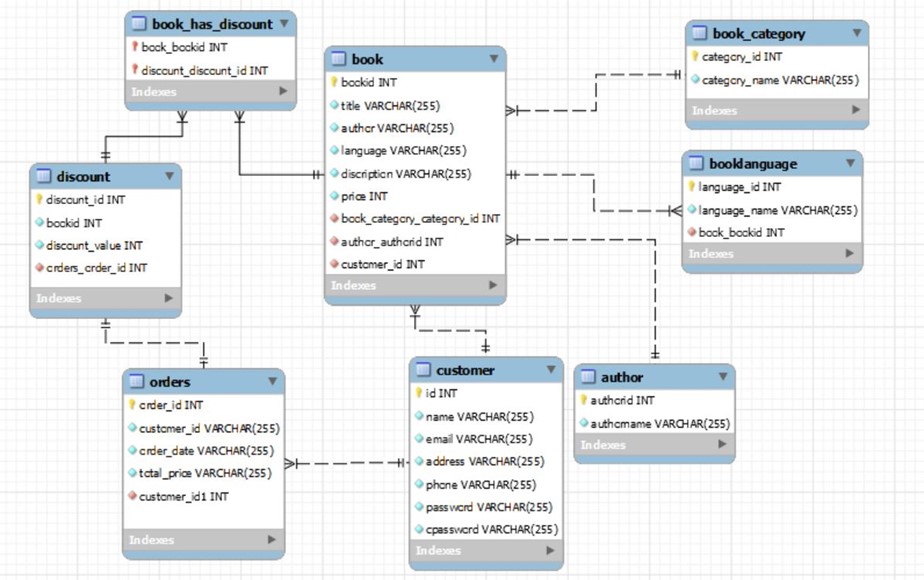 book_has_discount
book_bookid INT
discount_discount_id INT
Indexes
book
bookid INT
title VARCHAR(255)
author VARCHAR(255)
language VARCHAR(255)
discription VARCHAR(255)
price INT
book_category_category_id INT
author_authorid INT
customer_id INT
Indexes
book_category
category_id INT
category_name VARCHAR(255)
Indexes
booklanguage
language_id INT
language_name VARCHAR(255)
book_bookid INT
Indexes
discount
discount_id INT
bookid INT
discount_value INT
orders_order_id INT
Indexes
orders
order_id INT
customer_id VARCHAR(255)
order_date VARCHAR(255)
total_price VARCHAR(255)
customer_id1 INT
Indexes
customer
id INT
name VARCHAR(255)
email VARCHAR(255)
address VARCHAR(255)
phone VARCHAR(255)
password VARCHAR(255)
cpassword VARCHAR(255)
Indexes
author
authorid INT
authorname VARCHAR(255)
Indexes